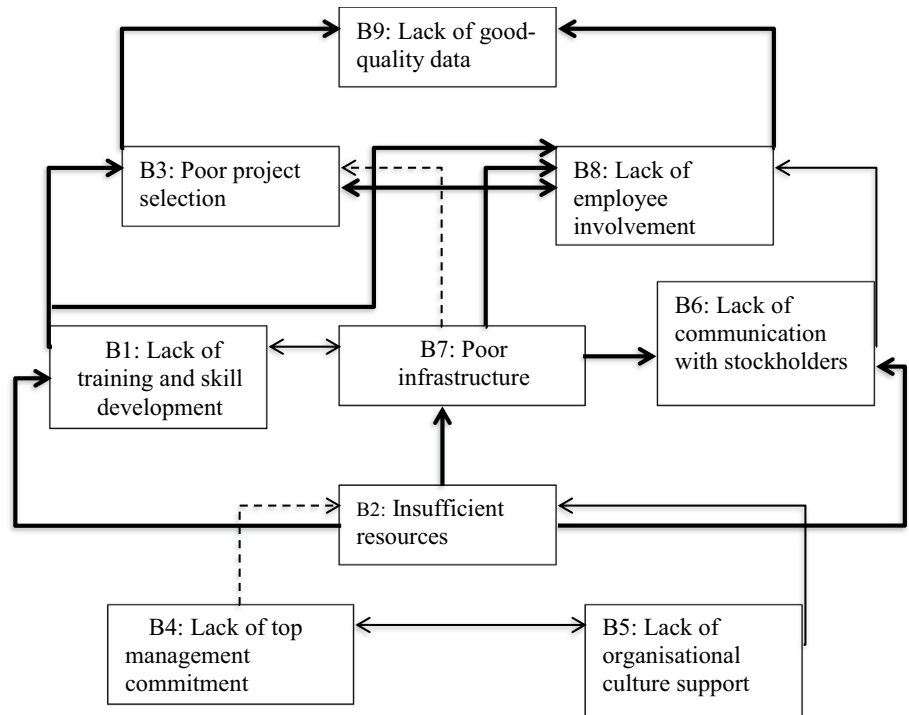 B9: Lack of good-
quality data
B3: Poor project
selection
B8: Lack of
employee
involvement
B6: Lack of
communication
with stockholders
B1: Lack of
training and skill
development
B7: Poor
infrastructure
B2: Insufficient
resources
B4: Lack of top
management
commitment
B5: Lack of
organisational
culture support